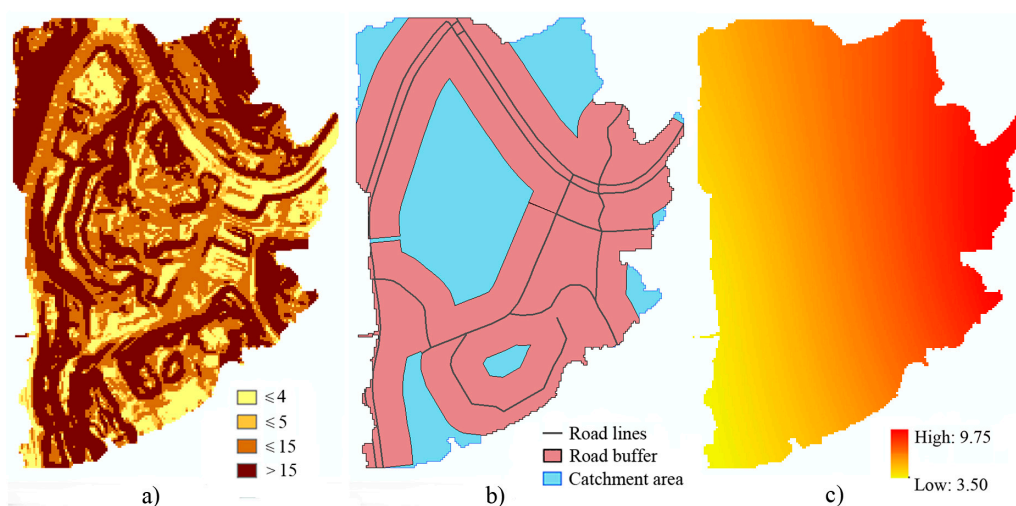 ⩽4
⩽5
⩽15
>15
a)
Road lines
Road buffer
Catchment area
b)
High: 9.75
Low: 3.50
c)